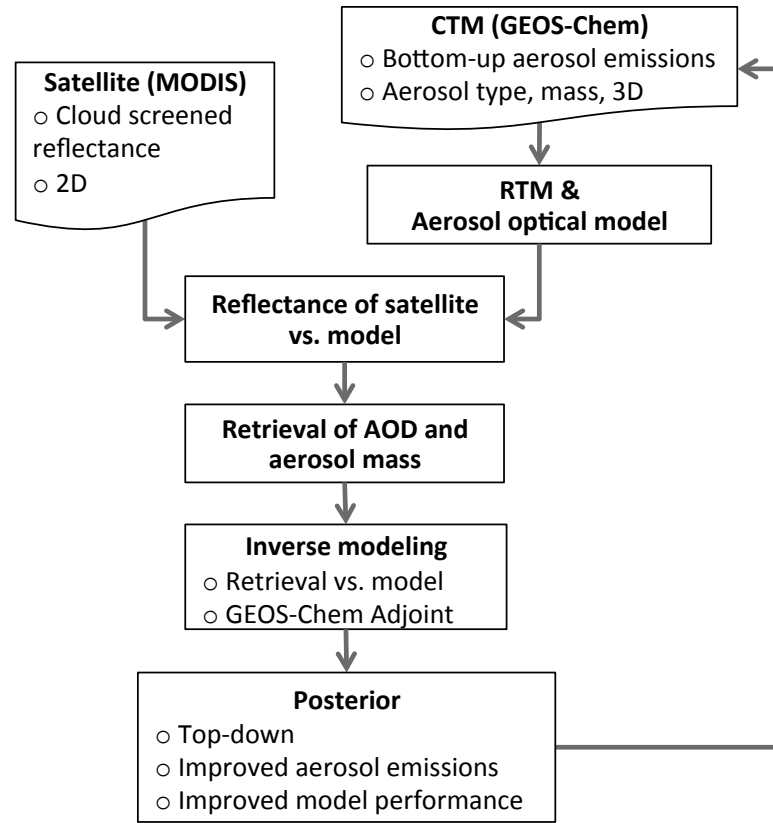 CTM (GEOS-Chem)
○ Bottom-up aerosol emissions
○ Aerosol type, mass, 3D
Satellite (MODIS)
○ Cloud screened
reflectance
○ 2D
RTM &
Aerosol optical model
Reflectance of satellite
vs. model
Retrieval of AOD and
aerosol mass
Inverse modeling
○ Retrieval vs. model
○ GEOS-Chem Adjoint
Posterior
○ Top-down
○ Improved aerosol emissions
○ Improved model performance